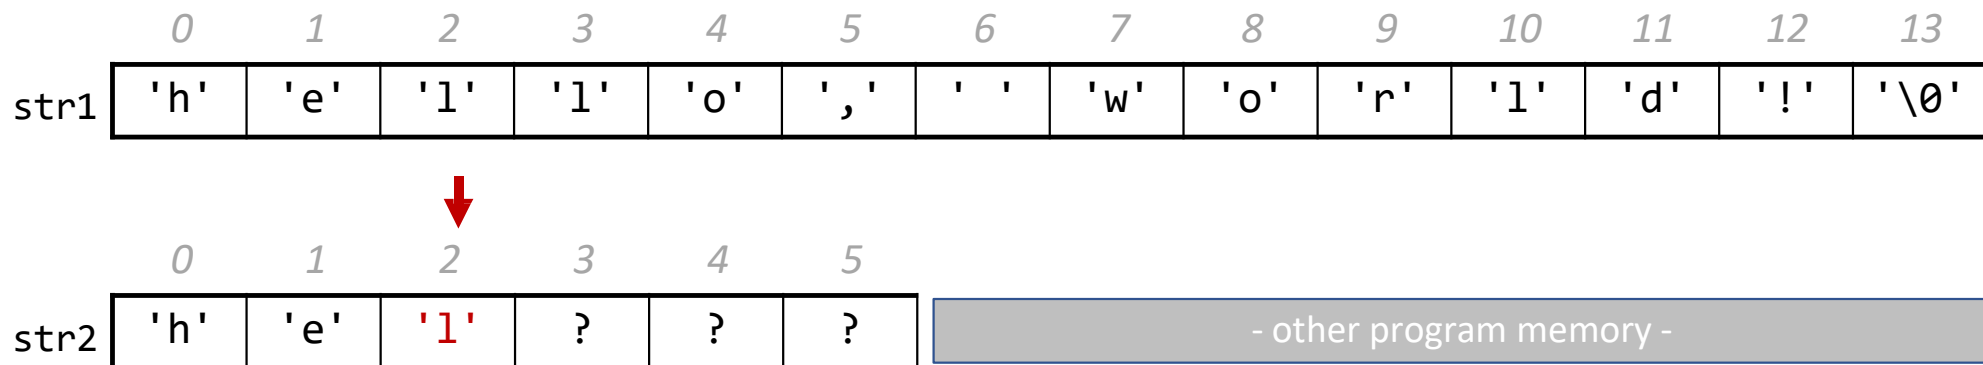 0 1 2 3 4 5 6 7 8 9 10 11 12 13
str1 'h' 'e' 'l' 'l' 'o' ',' ' ' 'w' 'o' 'r' 'l' 'd' '!' '\0'
0 1 2 3 4 5
str2 'h' 'e' 'l' ? ? ? - other program memory -